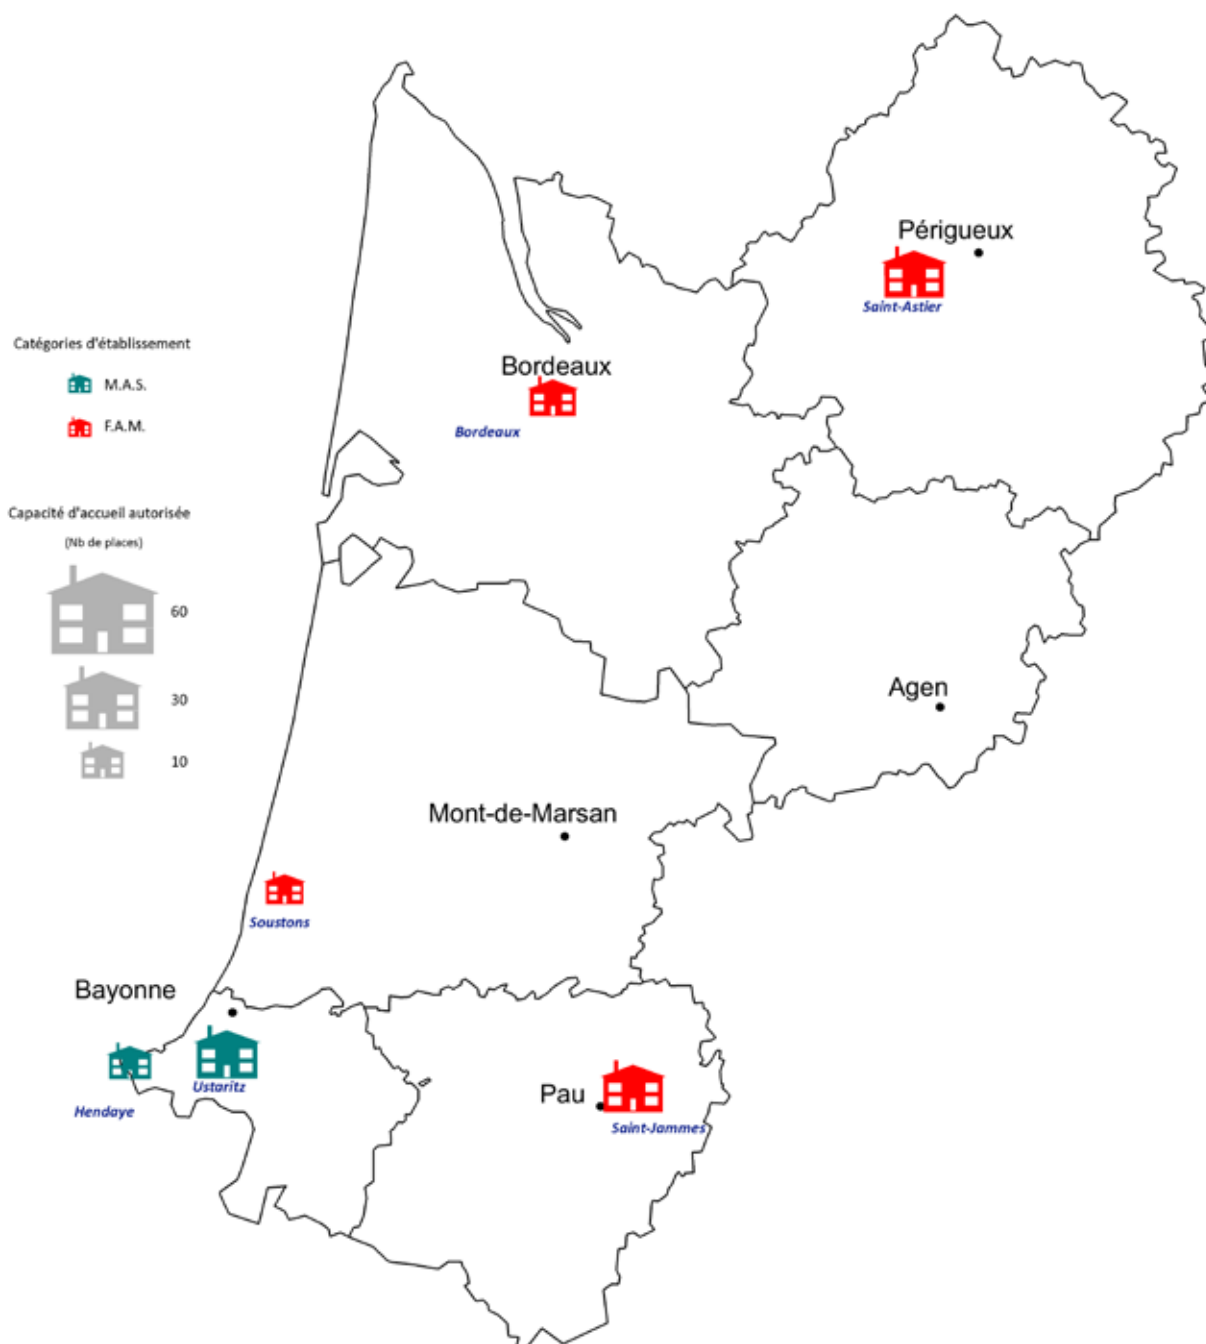 Périgueux
Saint-Astier
Catégories d'établissement
M.A.S.
F.A.M.
Bordeaux
Bordeaux
Capacité d'accueil autorisée
(Nb de places)
60
30
10
Agen
Mont-de-Marsan
Soustons
Bayonne
Ustaritz
Hendaye
Pau
Saint-Jammes